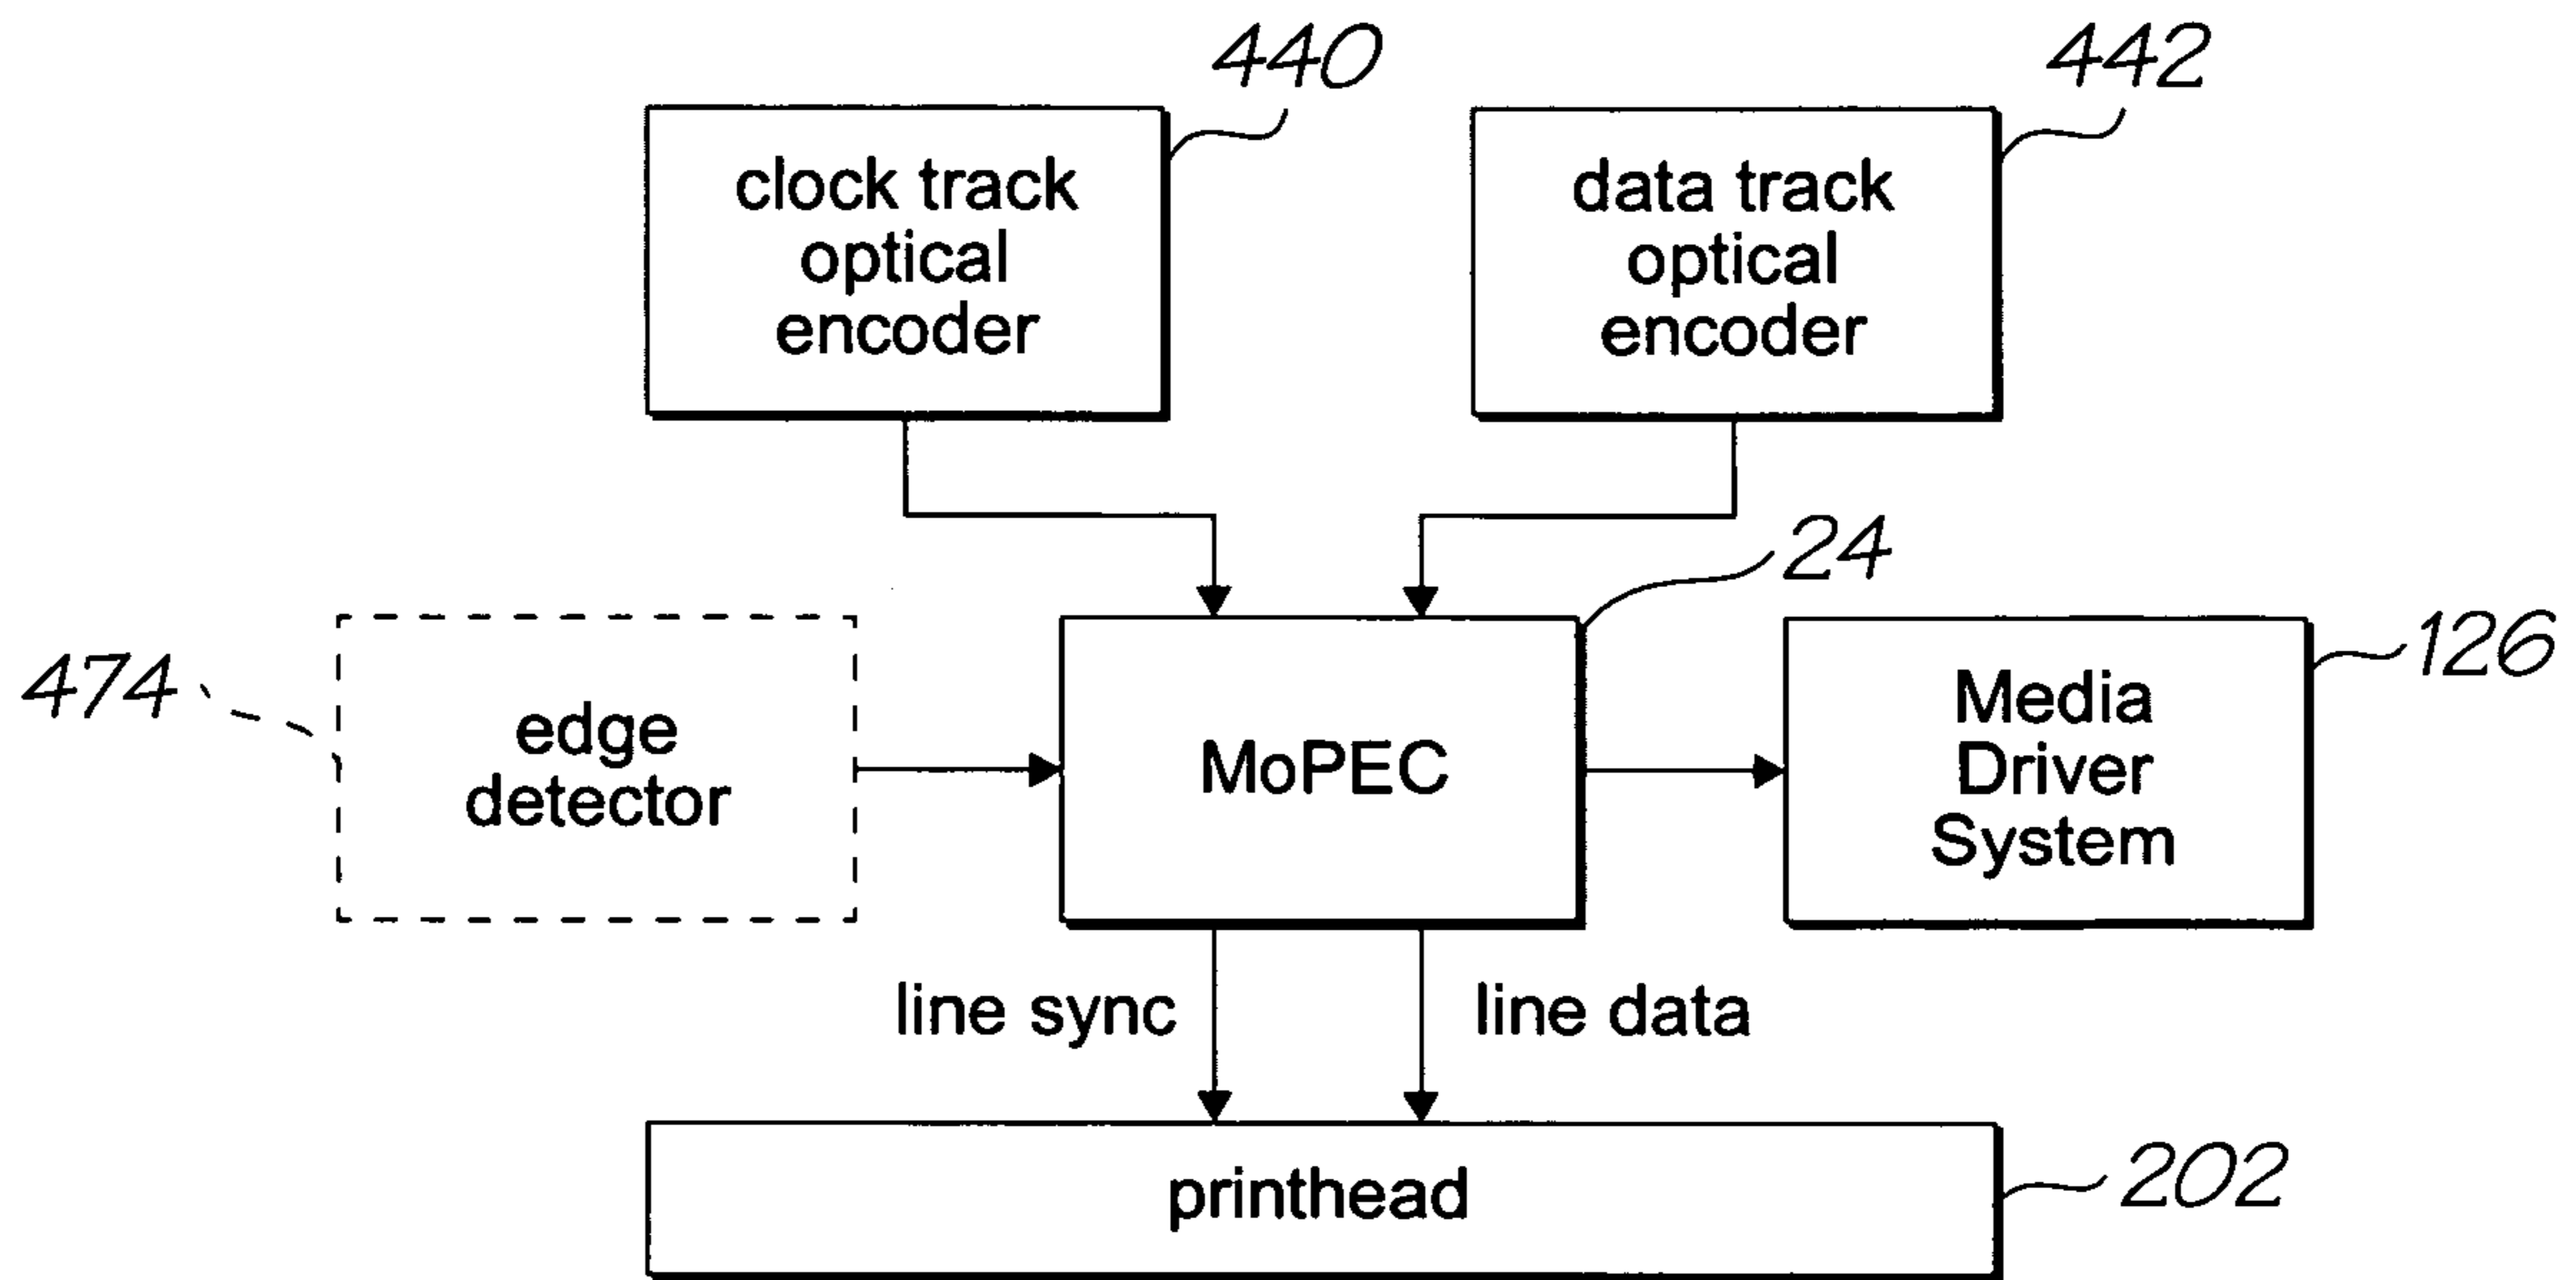 440
442
clock track
optical
encoder
data track
optical
encoder
24
474
edge
detector
MoPEC
126
Media
Driver
System
line sync
line data
printhead
202